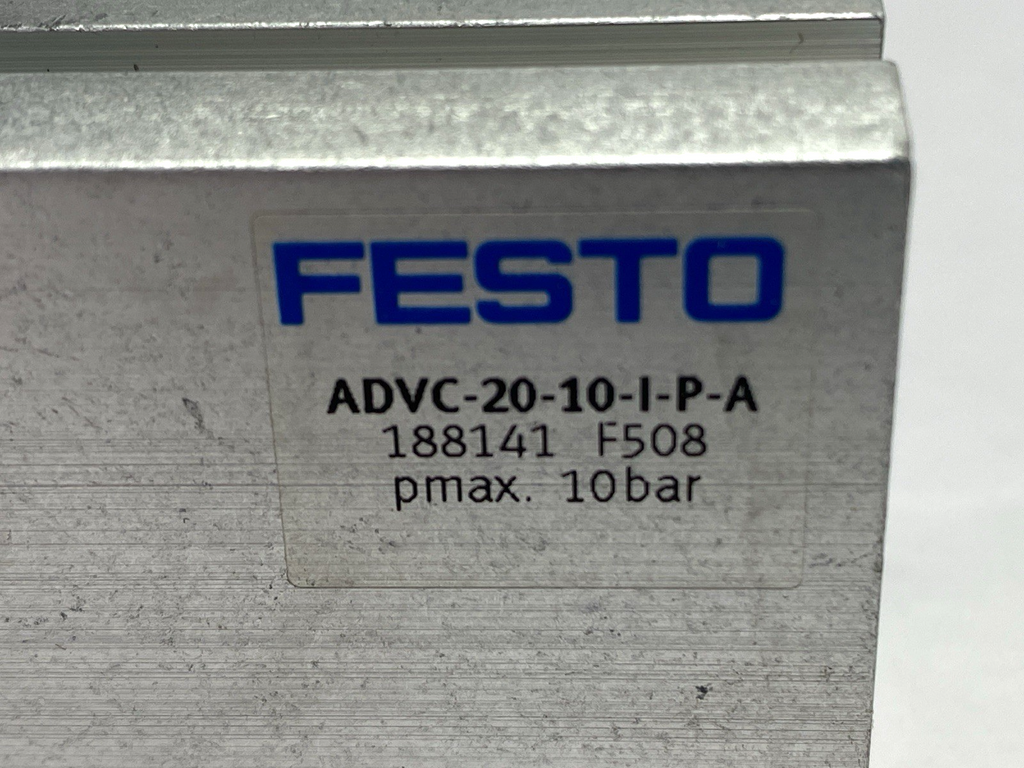 FESTO
ADVC-20-10-I-P-A
188141 F508
pmax. 10bar